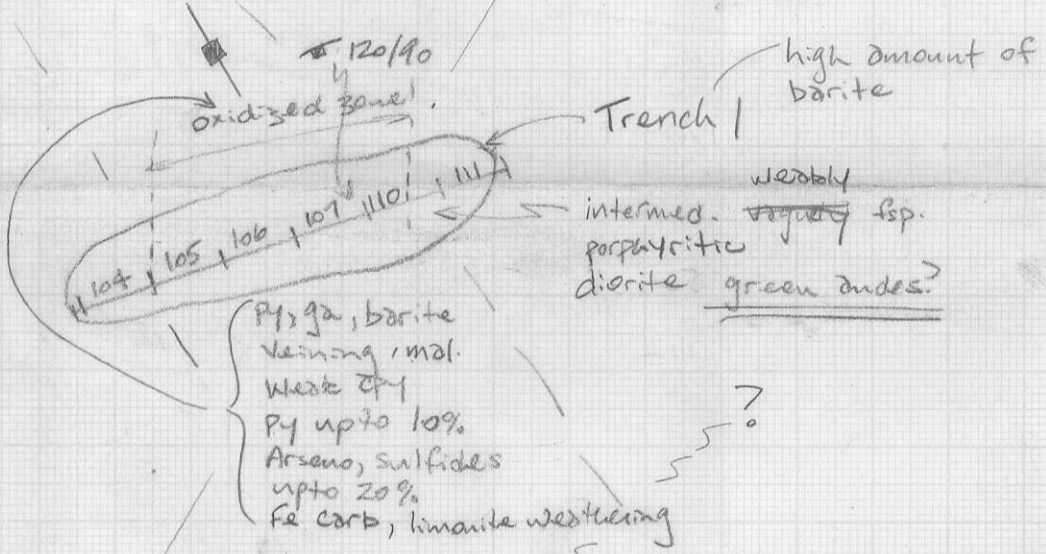 120/90
oxidized zone
high amount of
barite
Trench 1
104 105 106 107 110 111
weakly
intermed. vaguely fsp.
porphyritic
diorite green andes?
Py, ga, barite
Veining, mal.
Weak cpy
Py upto 10%
Arseno, sulfides
upto 20%
Fe carb, limonite weathering
?